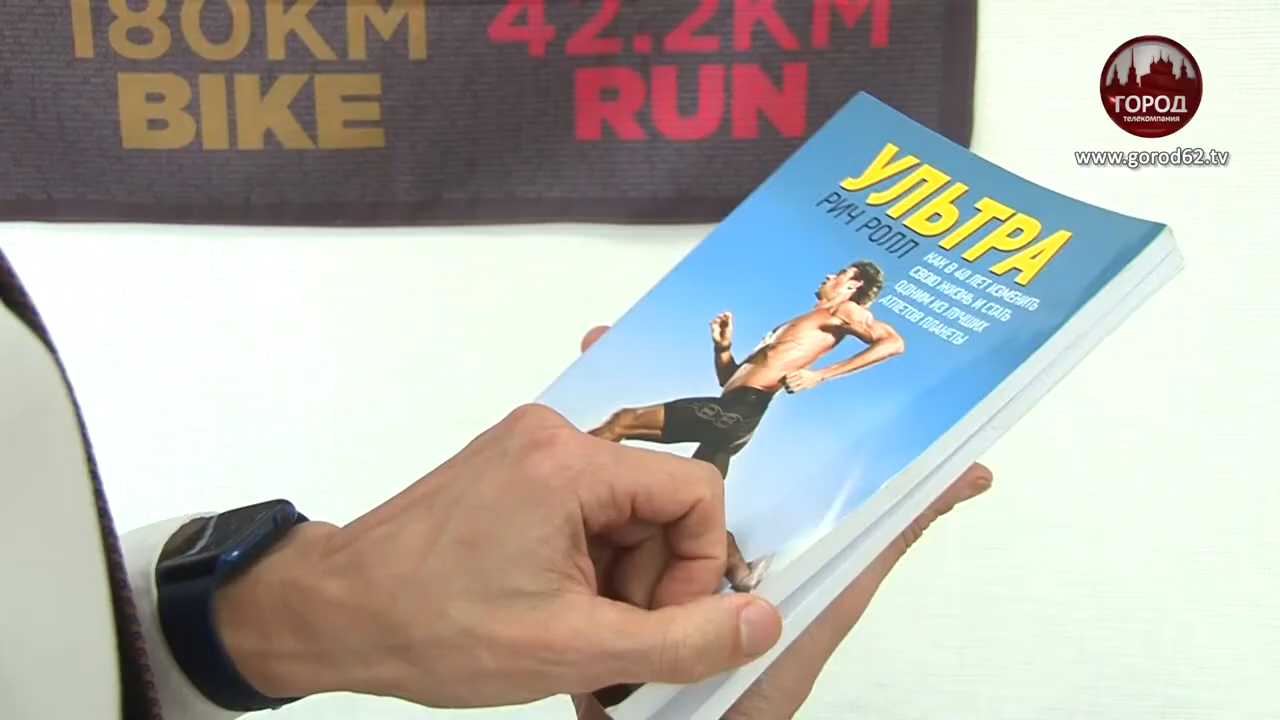 180KM
BIKE
42.2KM
RUN
ГОРОД
телекомпания
www.gorod62.tv
УЛЬТРА
РИЧ РОЛЛ
КАК В 40 ЛЕТ ИЗМЕНИТЬ
СВОЮ ЖИЗНЬ И СТАТЬ
ОДНИМ ИЗ ЛУЧШИХ
АТЛЕТОВ ПЛАНЕТЫ